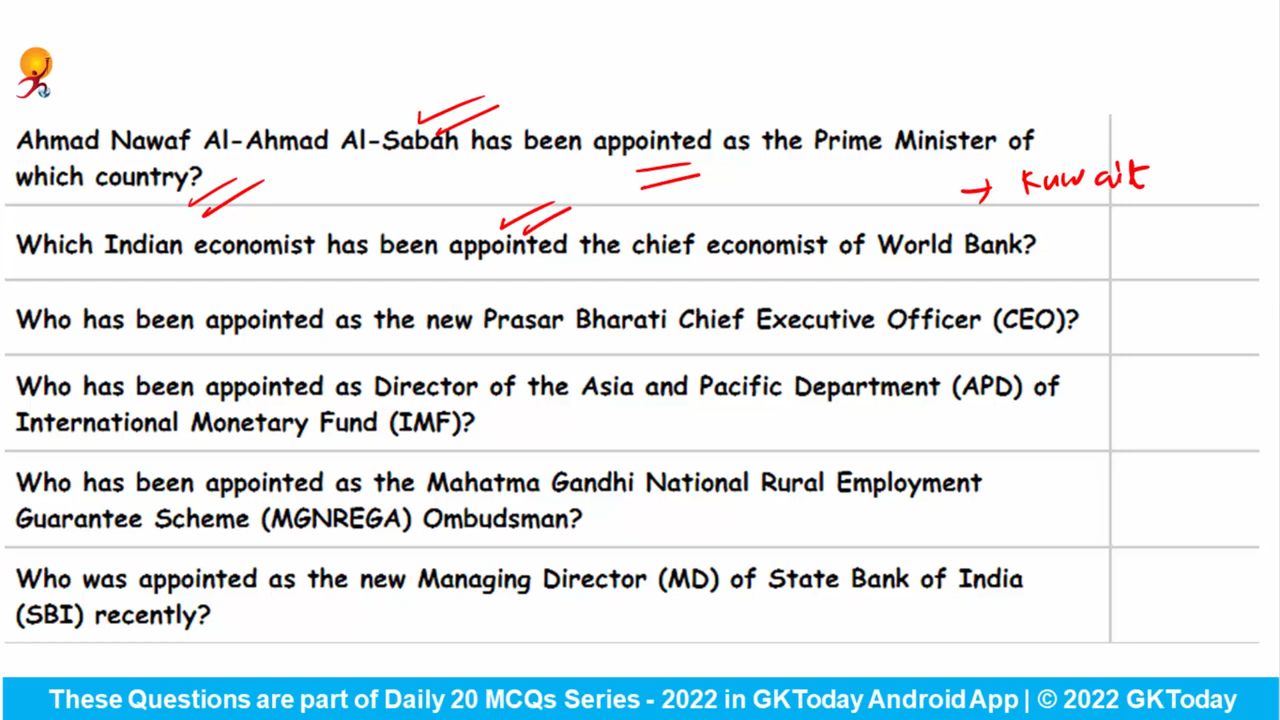 Ahmad Nawaf Al-Ahmad Al-Sabah has been appointed as the Prime Minister of
which country?
→ Kuwait
Which Indian economist has been appointed the chief economist of World Bank?
Who has been appointed as the new Prasar Bharati Chief Executive Officer (CEO)?
Who has been appointed as Director of the Asia and Pacific Department (APD) of
International Monetary Fund (IMF)?
Who has been appointed as the Mahatma Gandhi National Rural Employment
Guarantee Scheme (MGNREGA) Ombudsman?
Who was appointed as the new Managing Director (MD) of State Bank of India
(SBI) recently?
These Questions are part of Daily 20 MCQs Series - 2022 in GKToday Android App | © 2022 GKToday